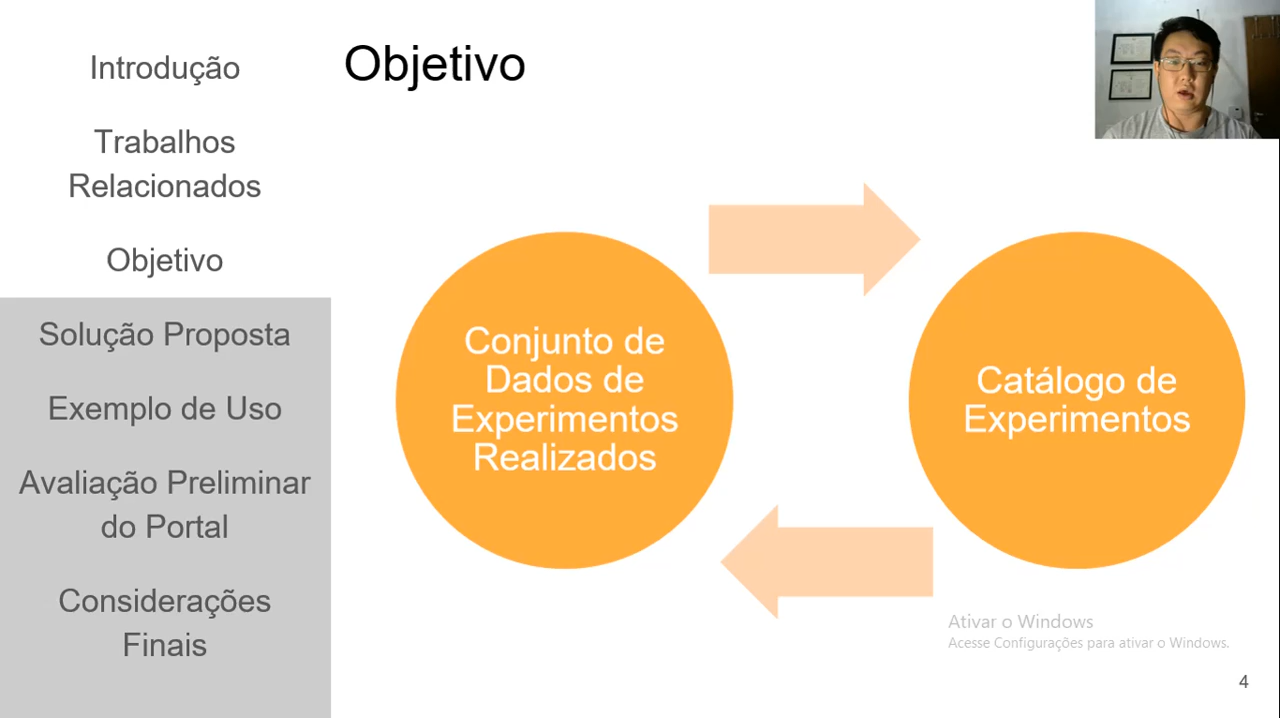 Introdução
Trabalhos
Relacionados
Objetivo
Solução Proposta
Exemplo de Uso
Avaliação Preliminar
do Portal
Considerações
Finais
Objetivo
Conjunto de
Dados de
Experimentos
Realizados
Catálogo de
Experimentos
Ativar o Windows
Acesse Configurações para ativar o Windows.
4